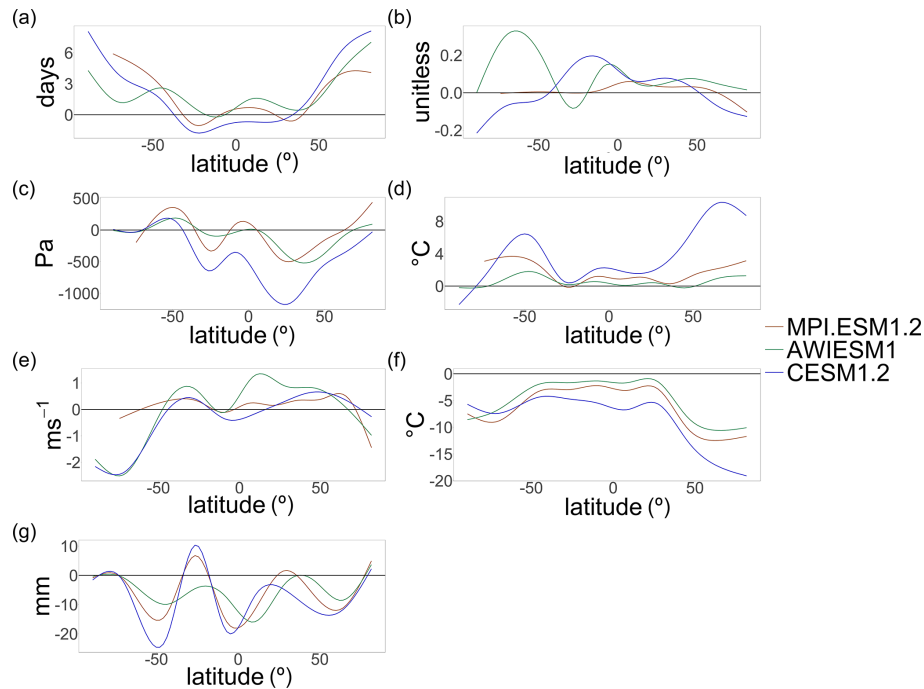 (a)
6
3
0
days
-50
0
50
latitude (º)
(b)
0.2
0.0
-0.2
unitless
-50
0
50
latitude (º)
(c)
500
0
-500
-1000
Pa
-50
0
50
latitude (º)
(d)
8
4
0
°C
-50
0
50
latitude (º)
MPI.ESM1.2
AWIESM1
CESM1.2
(e)
1
0
-1
-2
ms⁻¹
-50
0
50
latitude (º)
(f)
0
-5
-10
-15
-20
°C
-50
0
50
latitude (º)
(g)
10
0
-10
-20
mm
-50
0
50
latitude (º)